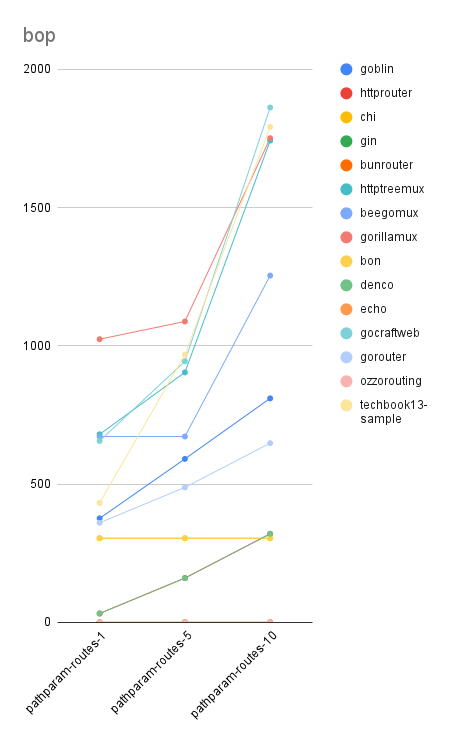 bop
2000
1500
1000
500
0
pathparam-routes-1
pathparam-routes-5
pathparam-routes-10
goblin
httprouter
chi
gin
bunrouter
httptreemux
beegomux
gorillamux
bon
denco
echo
gocraftweb
gorouter
ozzorouting
techbook13-
sample